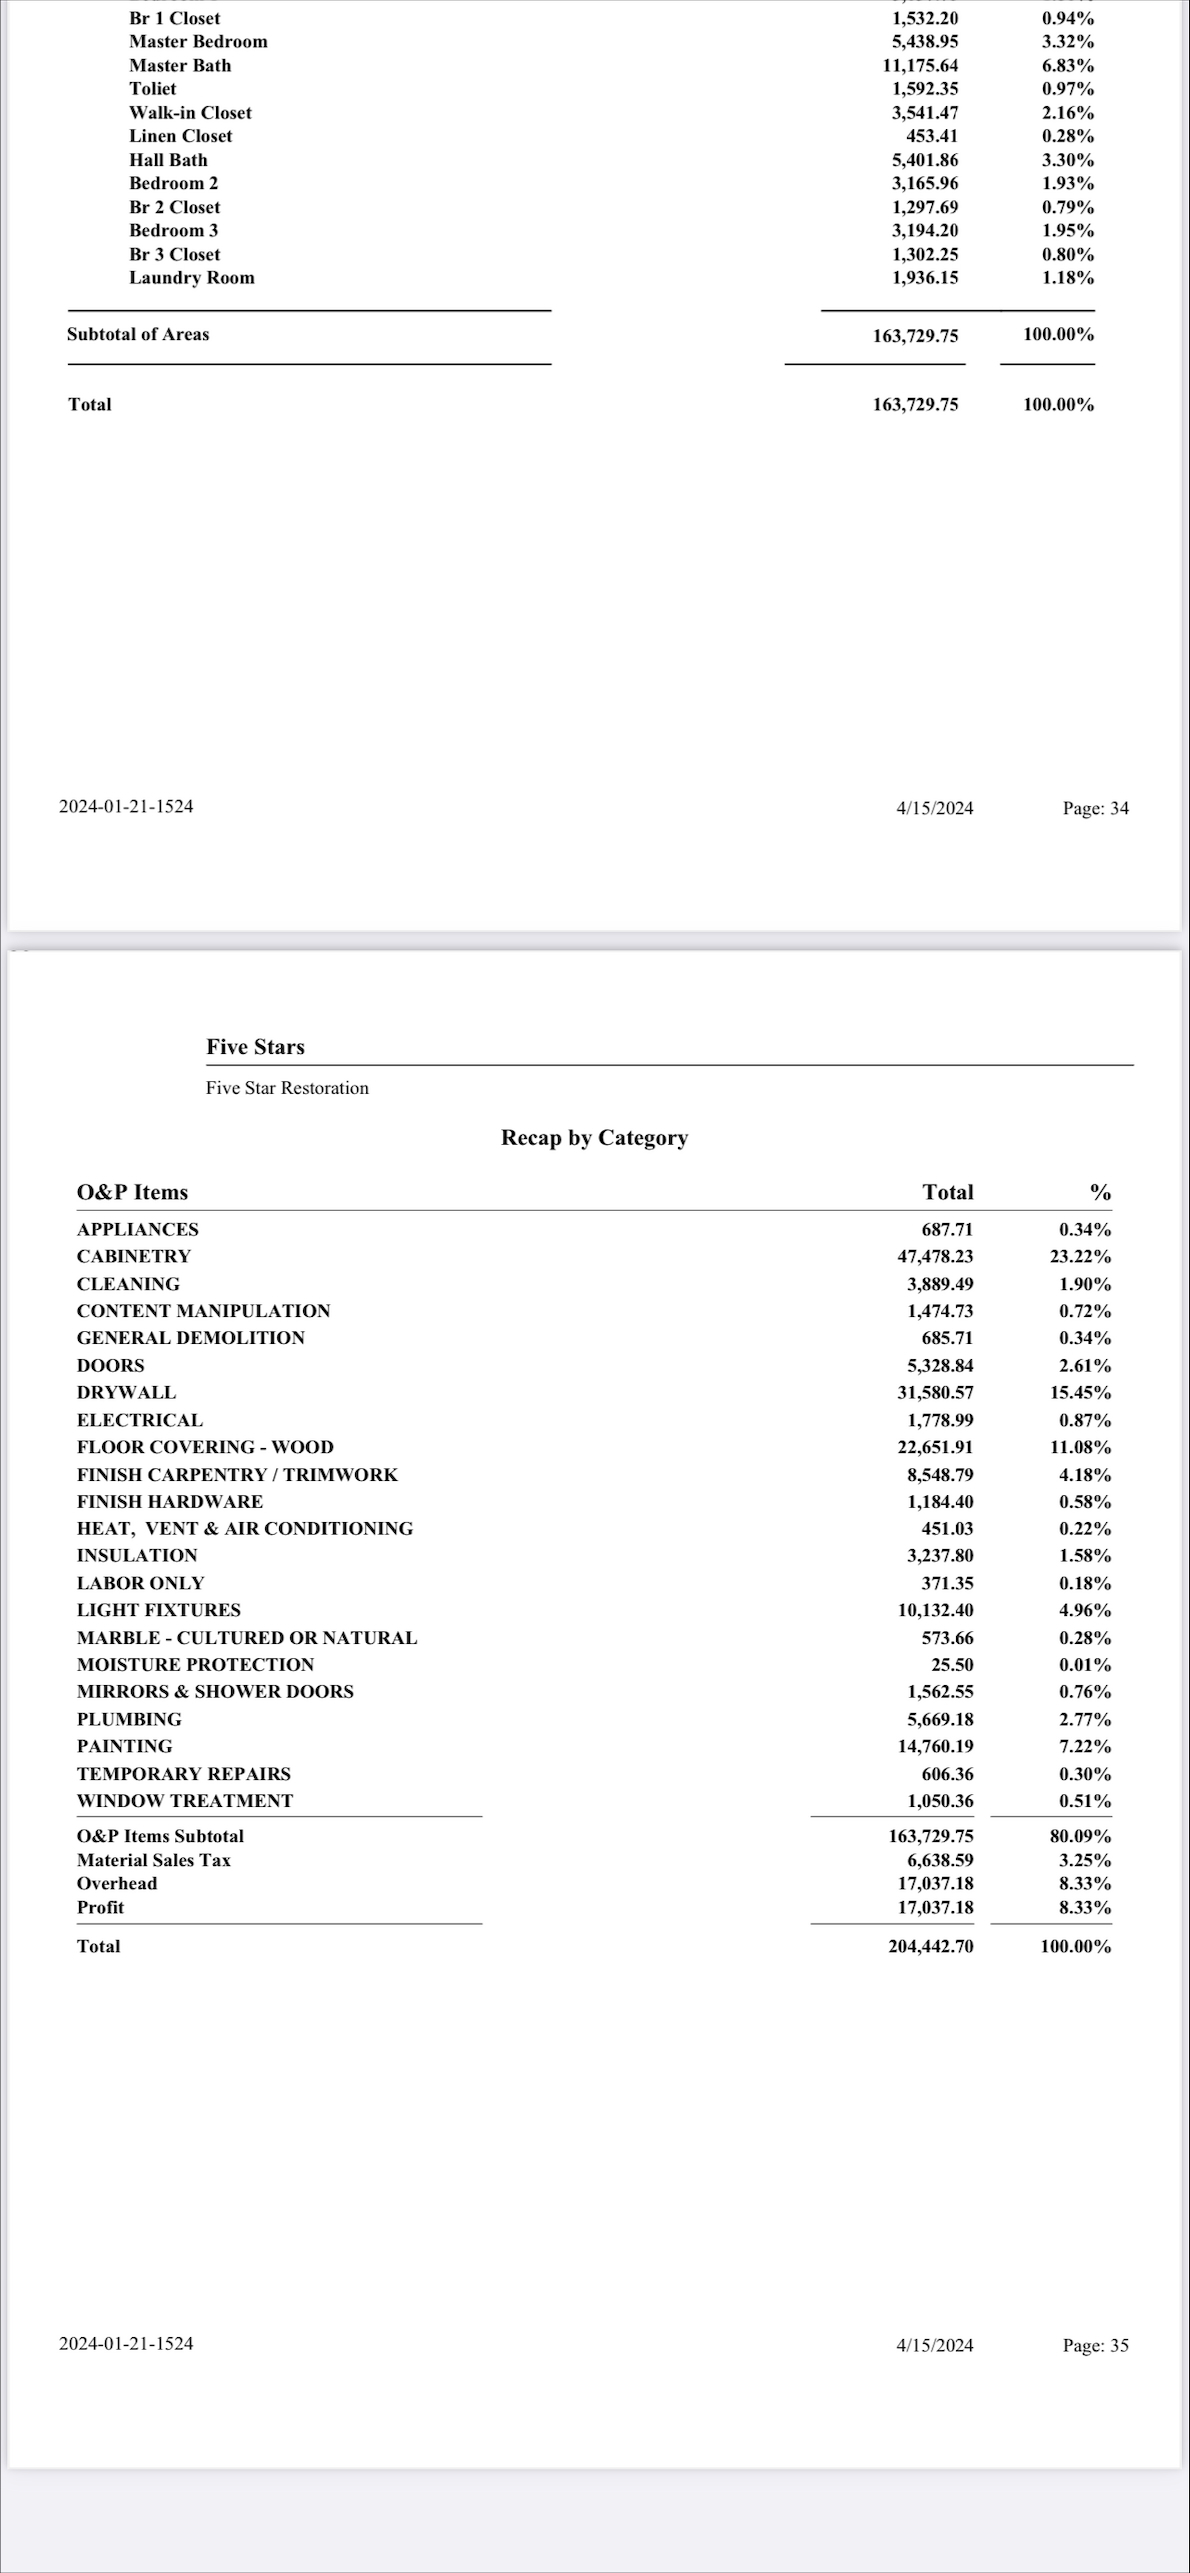 Br 1 Closet 1,532.20 0.94%
Master Bedroom 5,438.95 3.32%
Master Bath 11,175.64 6.83%
Toliet 1,592.35 0.97%
Walk-in Closet 3,541.47 2.16%
Linen Closet 453.41 0.28%
Hall Bath 5,401.86 3.30%
Bedroom 2 3,165.96 1.93%
Br 2 Closet 1,297.69 0.79%
Bedroom 3 3,194.20 1.95%
Br 3 Closet 1,302.25 0.80%
Laundry Room 1,936.15 1.18%
Subtotal of Areas 163,729.75 100.00%
Total 163,729.75 100.00%
2024-01-21-1524 4/15/2024 Page: 34
Five Stars
Five Star Restoration
Recap by Category
O&P Items Total %
APPLIANCES 687.71 0.34%
CABINETRY 47,478.23 23.22%
CLEANING 3,889.49 1.90%
CONTENT MANIPULATION 1,474.73 0.72%
GENERAL DEMOLITION 685.71 0.34%
DOORS 5,328.84 2.61%
DRYWALL 31,580.57 15.45%
ELECTRICAL 1,778.99 0.87%
FLOOR COVERING - WOOD 22,651.91 11.08%
FINISH CARPENTRY / TRIMWORK 8,548.79 4.18%
FINISH HARDWARE 1,184.40 0.58%
HEAT, VENT & AIR CONDITIONING 451.03 0.22%
INSULATION 3,237.80 1.58%
LABOR ONLY 371.35 0.18%
LIGHT FIXTURES 10,132.40 4.96%
MARBLE - CULTURED OR NATURAL 573.66 0.28%
MOISTURE PROTECTION 25.50 0.01%
MIRRORS & SHOWER DOORS 1,562.55 0.76%
PLUMBING 5,669.18 2.77%
PAINTING 14,760.19 7.22%
TEMPORARY REPAIRS 606.36 0.30%
WINDOW TREATMENT 1,050.36 0.51%
O&P Items Subtotal 163,729.75 80.09%
Material Sales Tax 6,638.59 3.25%
Overhead 17,037.18 8.33%
Profit 17,037.18 8.33%
Total 204,442.70 100.00%
2024-01-21-1524 4/15/2024 Page: 35